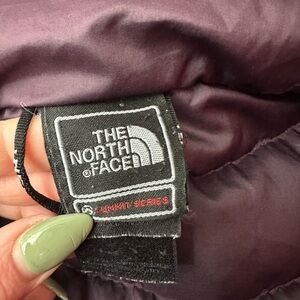 THE
NORTH
®FACE
SUMMIT SERIES